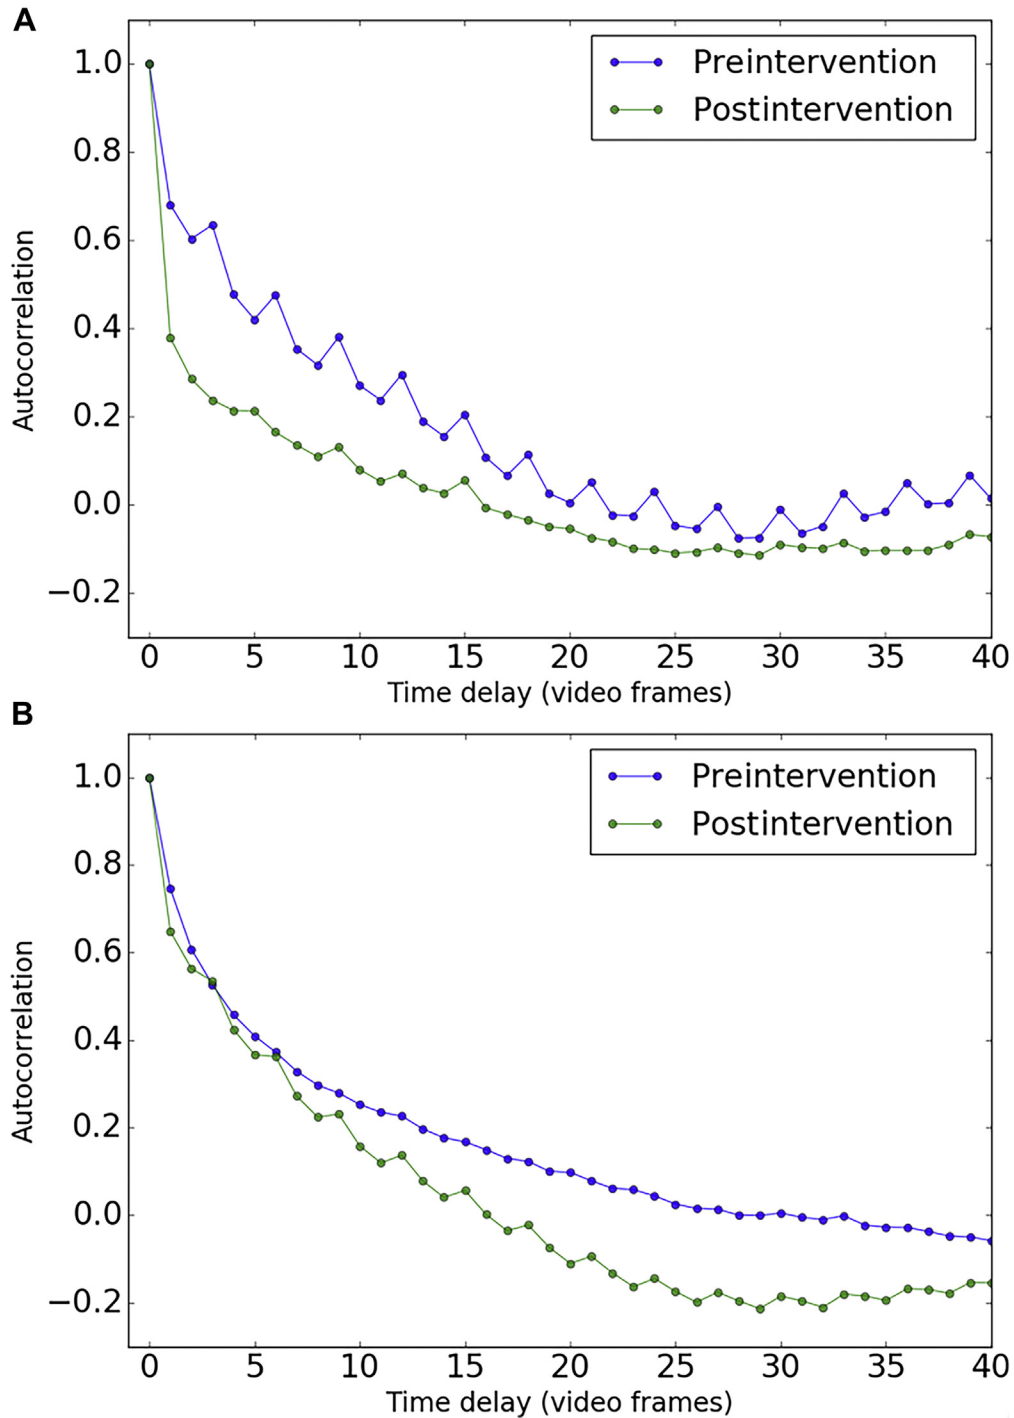 A
1.0
0.8
0.6
0.4
0.2
0.0
−0.2
Autocorrelation
Preintervention
Postintervention
0 5 10 15 20 25 30 35 40
Time delay (video frames)
B
1.0
0.8
0.6
0.4
0.2
0.0
−0.2
Autocorrelation
Preintervention
Postintervention
0 5 10 15 20 25 30 35 40
Time delay (video frames)